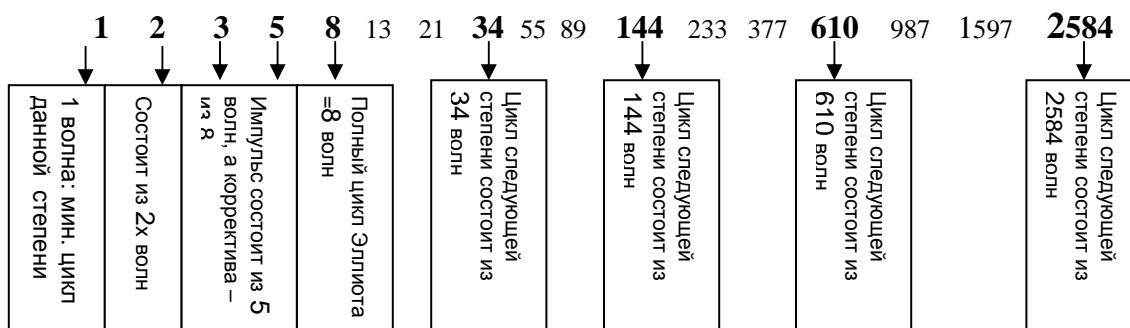 1 2 3 5 8 13 21 34 55 89 144 233 377 610 987 1597 2584
1 волна: мин. цикл
данной степени
Состоит из 2х волн
Импульс состоит из 5
волн, а корректива –
из 8
Полный цикл Эллиота
=8 волн
Цикл следующей
степени состоит из
34 волн
Цикл следующей
степени состоит из
144 волн
Цикл следующей
степени состоит из
610 волн
Цикл следующей
степени состоит из
2584 волн